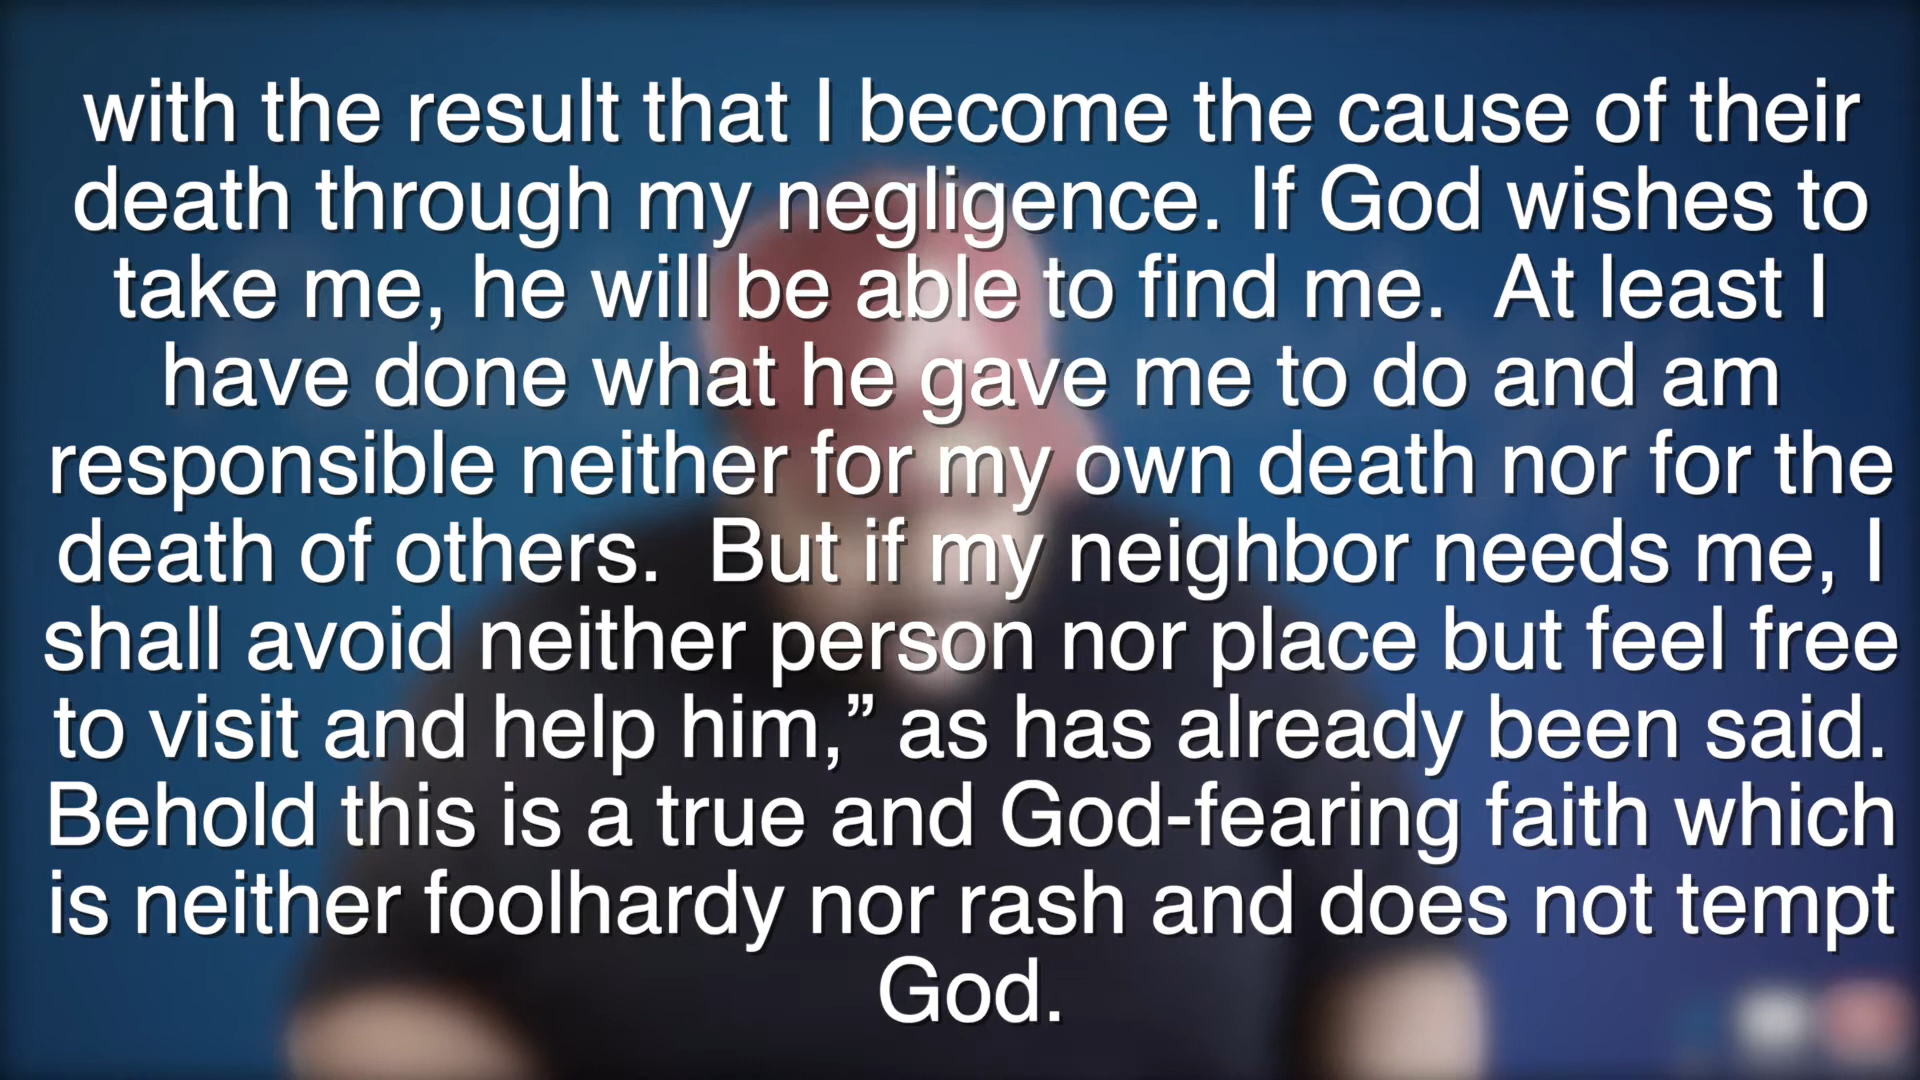 with the result that I become the cause of their
death through my negligence. If God wishes to
take me, he will be able to find me.  At least I
have done what he gave me to do and am
responsible neither for my own death nor for the
death of others.  But if my neighbor needs me, I
shall avoid neither person nor place but feel free
to visit and help him,” as has already been said.
Behold this is a true and God-fearing faith which
is neither foolhardy nor rash and does not tempt
God.